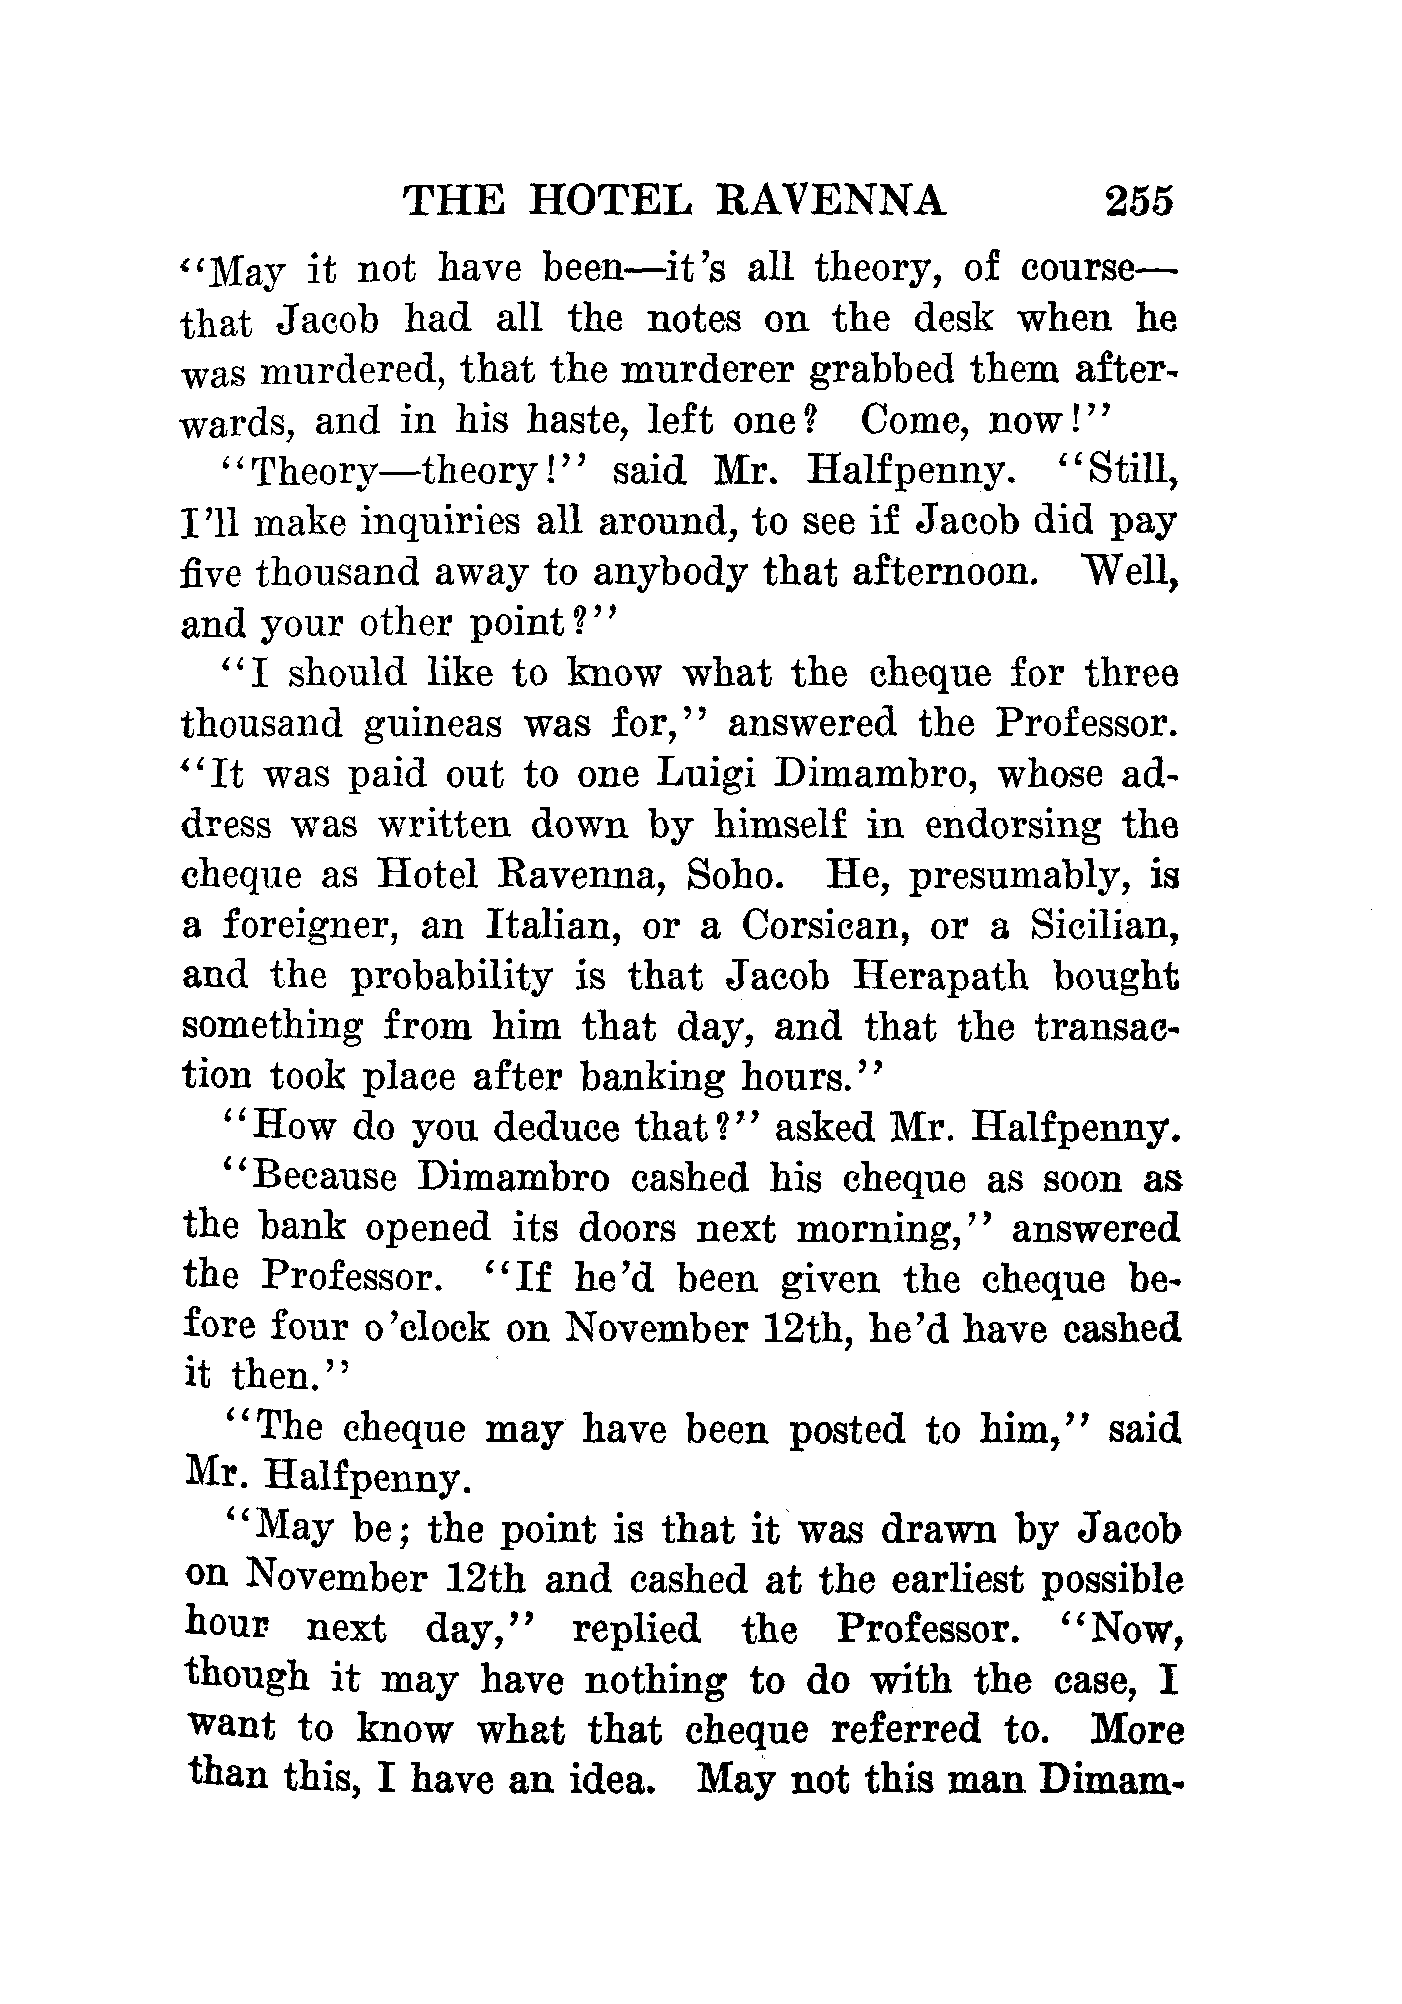 THE HOTEL RAVENNA 255
"May it not have been—it's all theory, of course—
that Jacob had all the notes on the desk when he
was murdered, that the murderer grabbed them after-
wards, and in his haste, left one? Come, now!"
"Theory—theory!" said Mr. Halfpenny. "Still,
I'll make inquiries all around, to see if Jacob did pay
five thousand away to anybody that afternoon. Well,
and your other point?"
"I should like to know what the cheque for three
thousand guineas was for," answered the Professor.
"It was paid out to one Luigi Dimambro, whose ad-
dress was written down by himself in endorsing the
cheque as Hotel Ravenna, Soho. He, presumably, is
a foreigner, an Italian, or a Corsican, or a Sicilian,
and the probability is that Jacob Herapath bought
something from him that day, and that the transac-
tion took place after banking hours."
"How do you deduce that?" asked Mr. Halfpenny.
"Because Dimambro cashed his cheque as soon as
the bank opened its doors next morning," answered
the Professor. "If he'd been given the cheque be-
fore four o'clock on November 12th, he'd have cashed
it then."
"The cheque may have been posted to him," said
Mr. Halfpenny.
"May be; the point is that it was drawn by Jacob
on November 12th and cashed at the earliest possible
hour next day," replied the Professor. "Now,
though it may have nothing to do with the case, I
want to know what that cheque referred to. More
than this, I have an idea. May not this man Dimam-